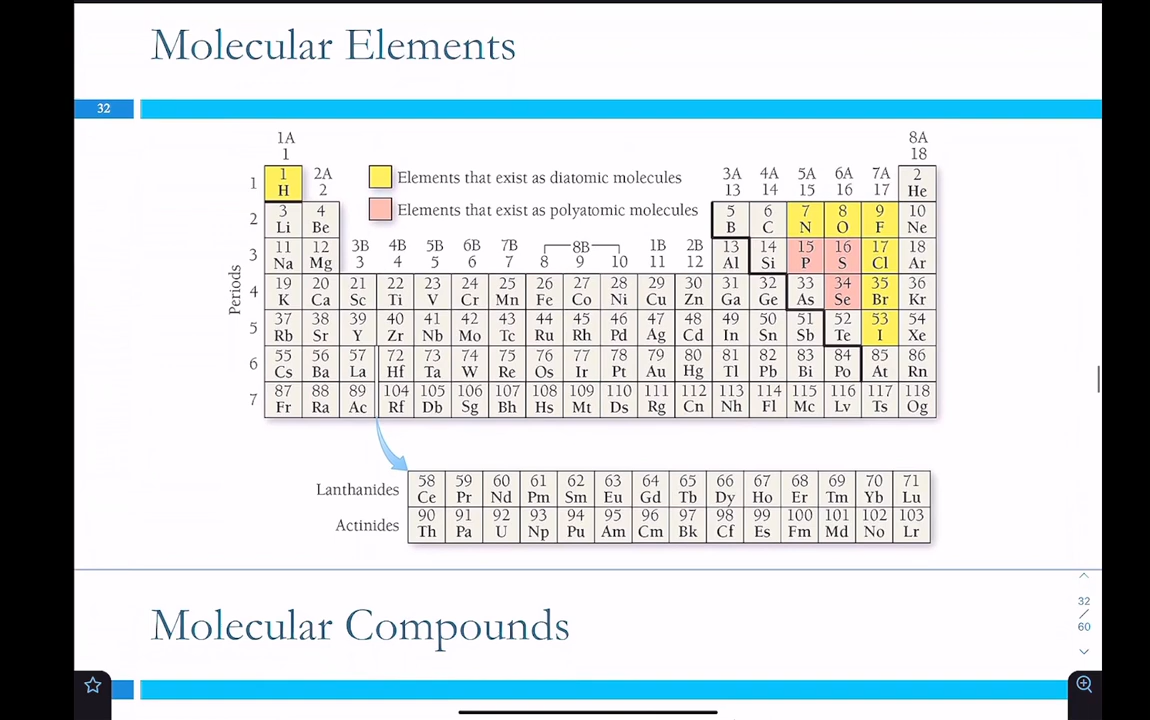 Molecular Elements
32
1A 8A
1 18
Elements that exist as diatomic molecules
Elements that exist as polyatomic molecules
2A 3A 4A 5A 6A 7A
2 13 14 15 16 17
3B 4B 5B 6B 7B 8B 1B 2B
3 4 5 6 7 8 9 10 11 12
Periods
1 1 2
H He
2 3 4 5 6 7 8 9 10
Li Be B C N O F Ne
3 11 12 13 14 15 16 17 18
Na Mg Al Si P S Cl Ar
4 19 20 21 22 23 24 25 26 27 28 29 30 31 32 33 34 35 36
K Ca Sc Ti V Cr Mn Fe Co Ni Cu Zn Ga Ge As Se Br Kr
5 37 38 39 40 41 42 43 44 45 46 47 48 49 50 51 52 53 54
Rb Sr Y Zr Nb Mo Tc Ru Rh Pd Ag Cd In Sn Sb Te I Xe
6 55 56 57 72 73 74 75 76 77 78 79 80 81 82 83 84 85 86
Cs Ba La Hf Ta W Re Os Ir Pt Au Hg Tl Pb Bi Po At Rn
7 87 88 89 104 105 106 107 108 109 110 111 112 113 114 115 116 117 118
Fr Ra Ac Rf Db Sg Bh Hs Mt Ds Rg Cn Nh Fl Mc Lv Ts Og
Lanthanides 58 59 60 61 62 63 64 65 66 67 68 69 70 71
Ce Pr Nd Pm Sm Eu Gd Tb Dy Ho Er Tm Yb Lu
Actinides 90 91 92 93 94 95 96 97 98 99 100 101 102 103
Th Pa U Np Pu Am Cm Bk Cf Es Fm Md No Lr
Molecular Compounds
32
/
60